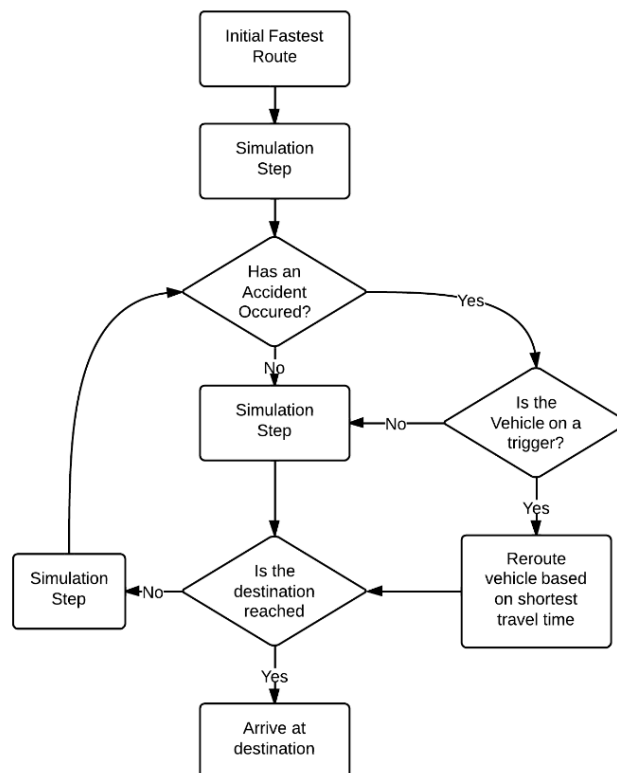 Initial Fastest
Route
Simulation
Step
Has an
Accident
Occured?
Yes
No
Simulation
Step
Is the
Vehicle on a
trigger?
No
Yes
Simulation
Step
No
Is the
destination
reached
Reroute
vehicle based
on shortest
travel time
Yes
Arrive at
destination